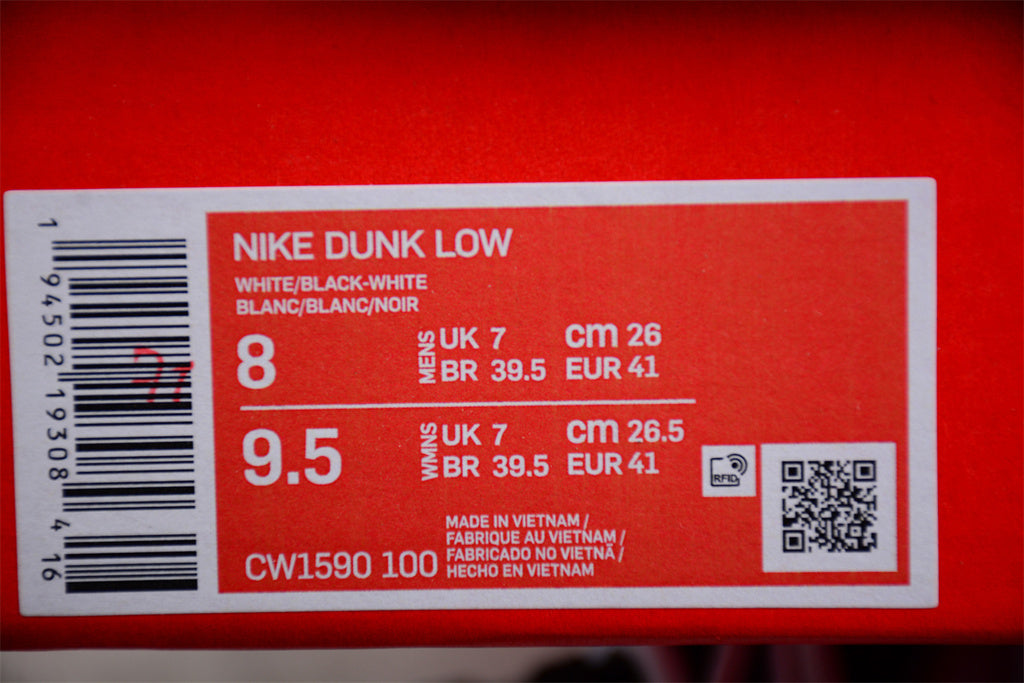 NIKE DUNK LOW
WHITE/BLACK-WHITE
BLANC/BLANC/NOIR
8
MENS
UK 7 cm 26
BR 39.5 EUR 41
9.5
WMNS
UK 7 cm 26.5
BR 39.5 EUR 41
RFID
MADE IN VIETNAM /
FABRIQUE AU VIETNAM /
FABRICADO NO VIETNÃ /
HECHO EN VIETNAM
CW1590 100
1 94502 19308 4 16